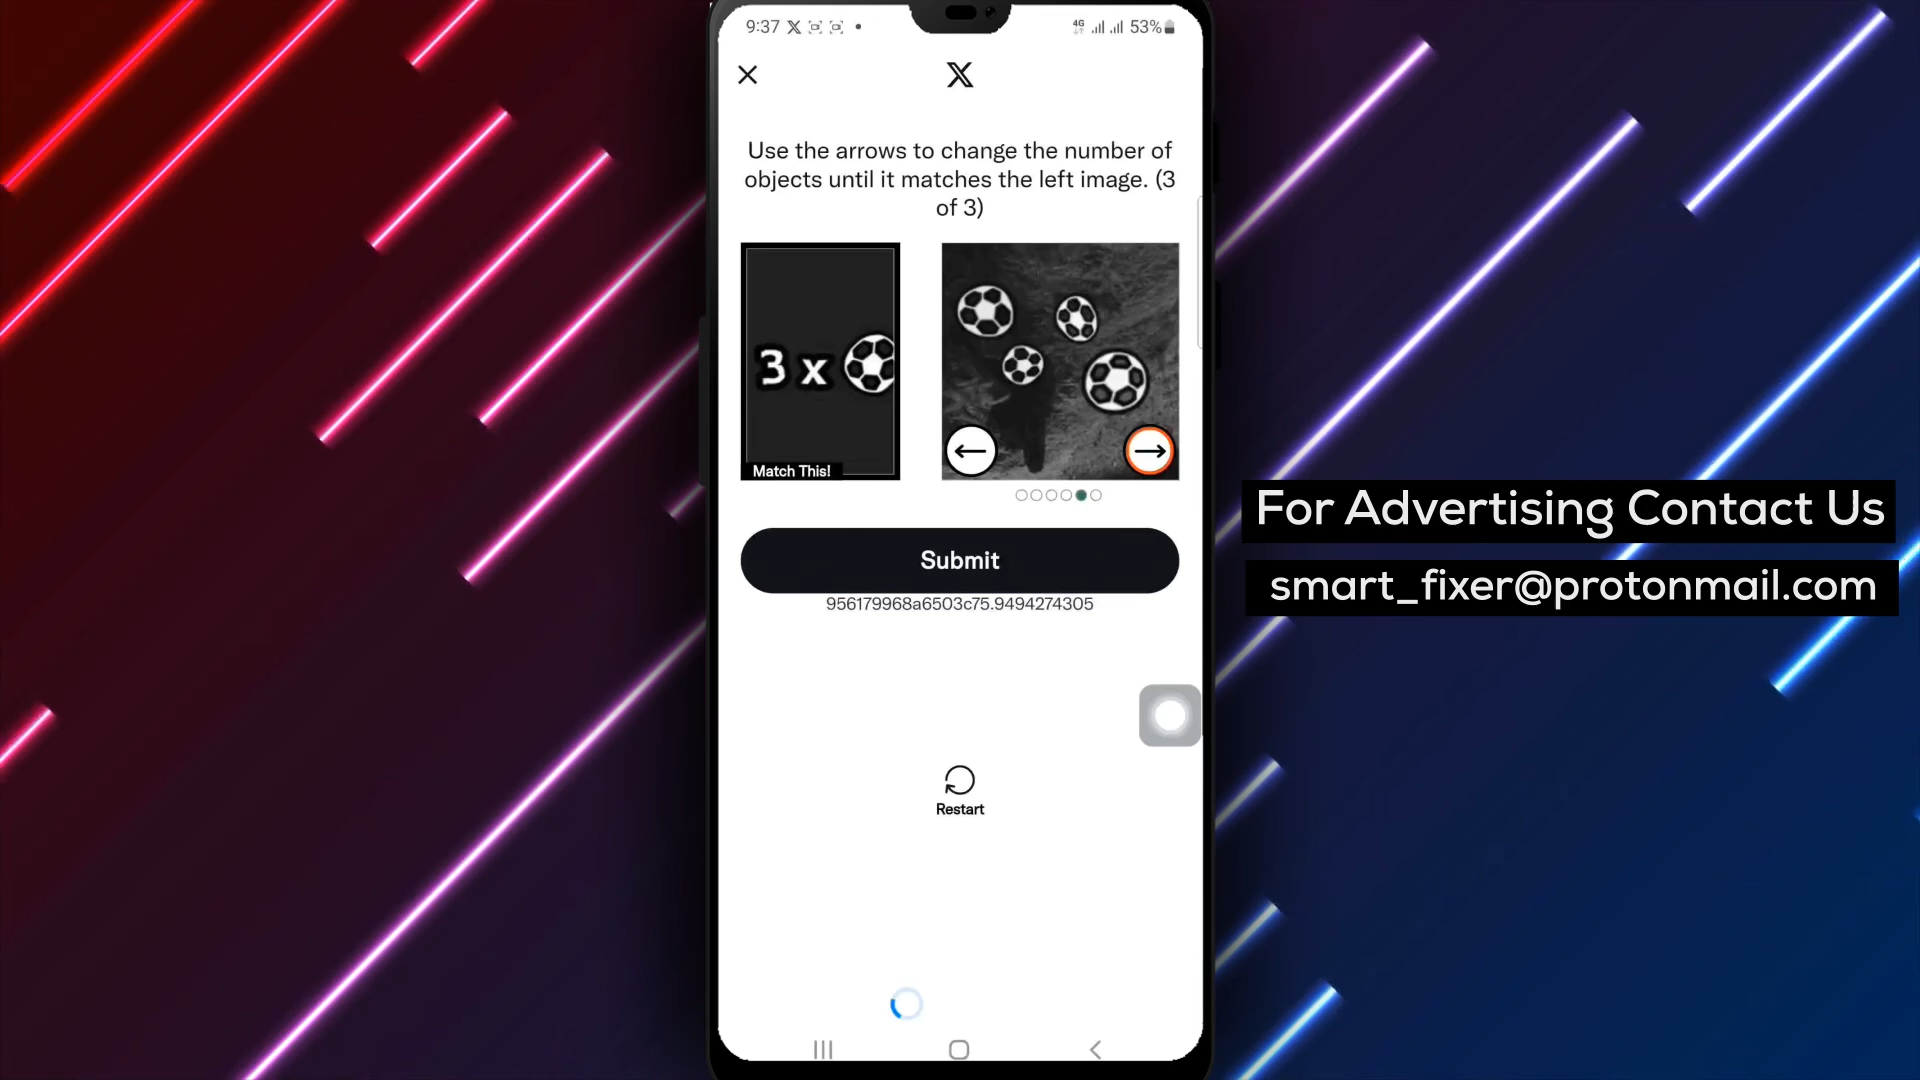 9:37
4G
53%
X
Use the arrows to change the number of
objects until it matches the left image. (3
of 3)
3 x
Match This!
Submit
956179968a6503c75.9494274305
Restart
For Advertising Contact Us
smart_fixer@protonmail.com